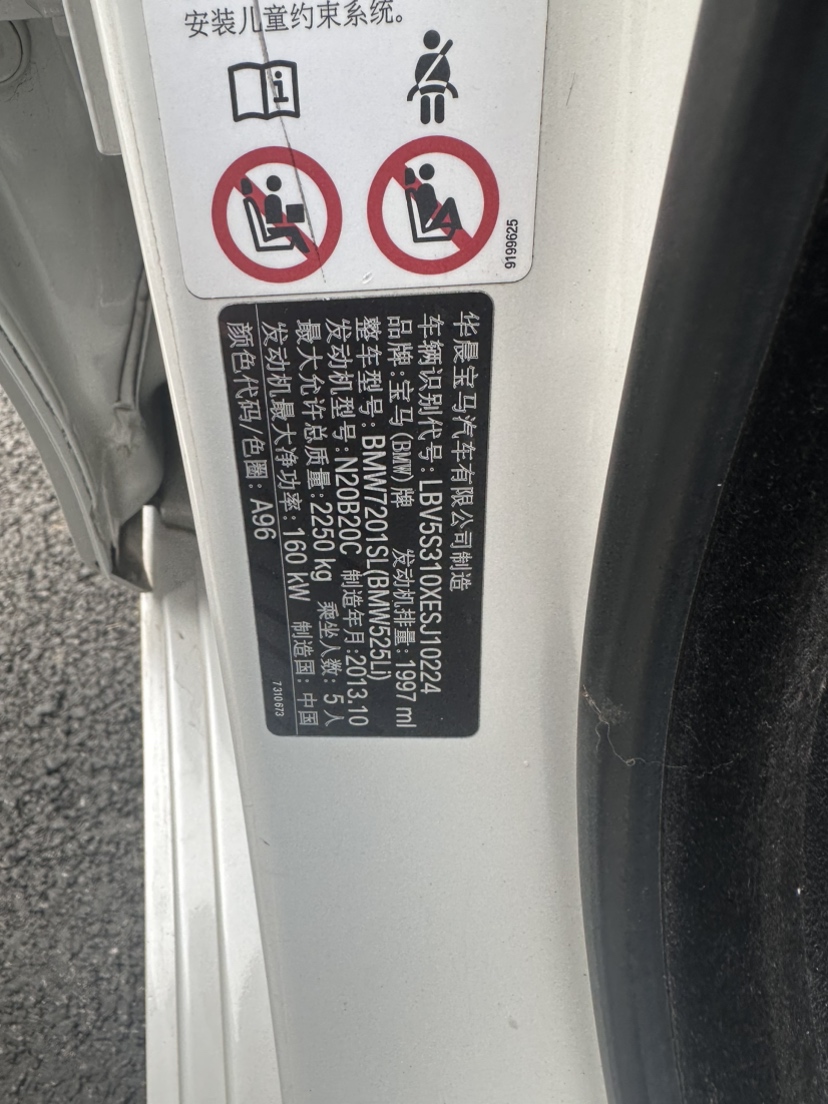 安装儿童约束系统。
i
9199625
华晨宝马汽车有限公司制造
车辆识别代号:LBV5S310XESJ10224
品牌:宝马(BMW)牌 发动机排量:1997 ml
整车型号:BMW7201SL(BMW525Li)
发动机型号:N20B20C 制造年月:2013.10
最大允许总质量:2250 kg 乘坐人数:5人
发动机最大净功率:160 kW 制造国:中国
颜色代码/色圈:A96
7310673